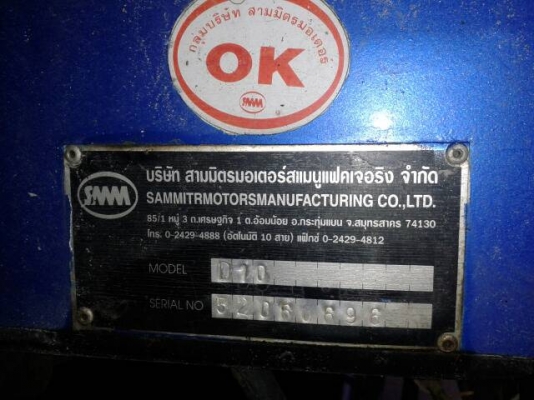 กลุ่มบริษัท สามมิตรมอเตอร์
OK
SMM
SMM
บริษัท สามมิตรมอเตอร์สแมนูแฟคเจอริง จำกัด
SAMMITRMOTORSMANUFACTURING CO.,LTD.
85/1 หมู่ 3 ถ.เศรษฐกิจ 1 ต.อ้อมน้อย อ.กระทุ่มแบน จ.สมุทรสาคร 74130
โทร. 0-2429-4888 (อัตโนมัติ 10 สาย) แฟ็กซ์ 0-2429-4812
MODEL 010
SERIAL NO